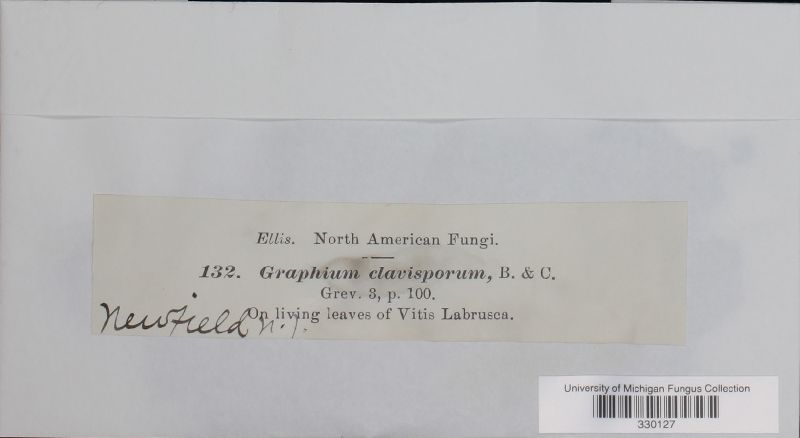 Ellis. North American Fungi.
132. Graphium clavisporum, B. & C.
Grev. 3, p. 100.
On living leaves of Vitis Labrusca.
Newfield N.J.
University of Michigan Fungus Collection
330127